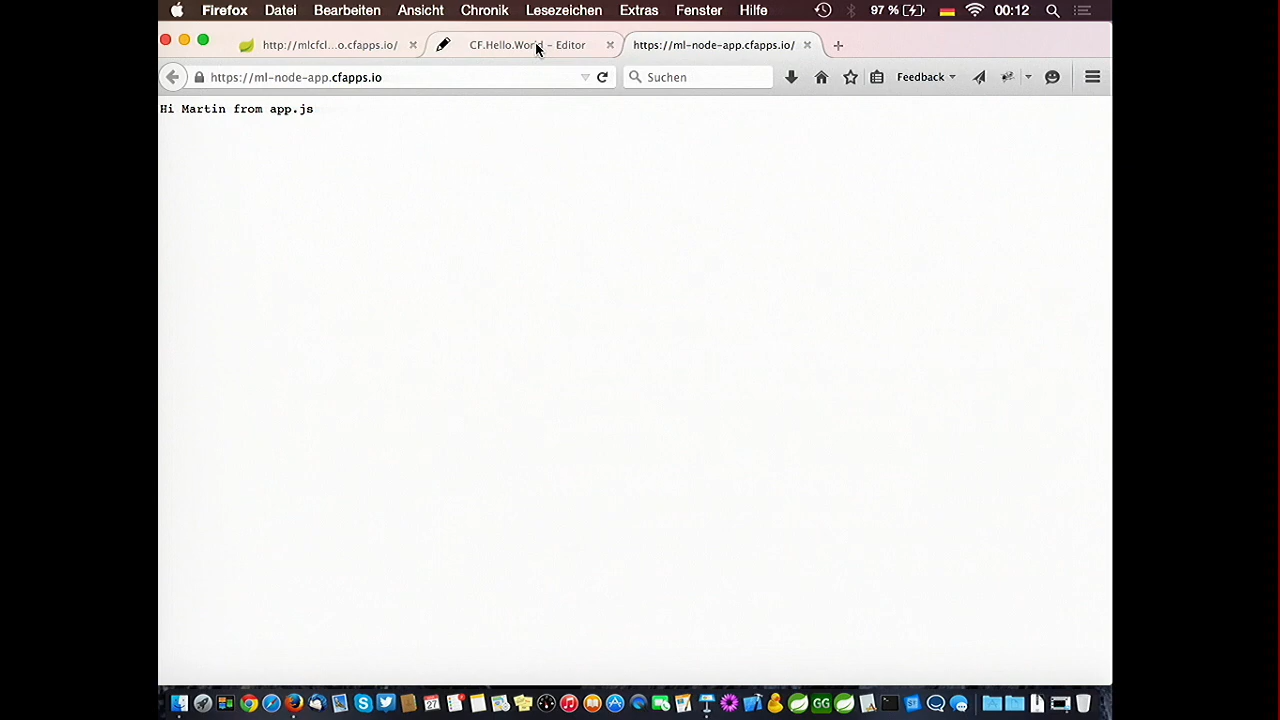 Firefox Datei Bearbeiten Ansicht Chronik Lesezeichen Extras Fenster Hilfe 97 % 00:12
http://mlcfcl...o.cfapps.io/ CF.Hello.World – Editor https://ml-node-app.cfapps.io/
https://ml-node-app.cfapps.io Suchen Feedback
Hi Martin from app.js
27 GG